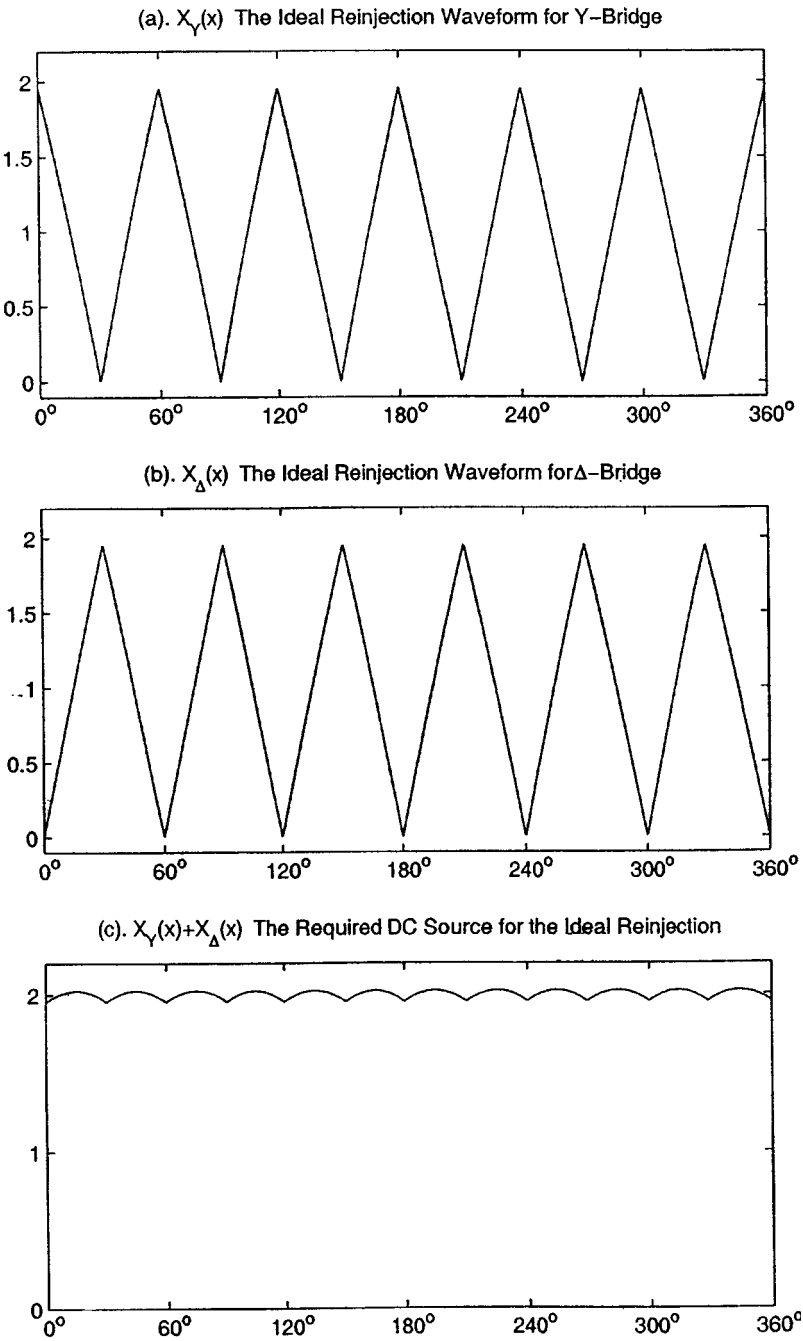 (a). X_Y(x) The Ideal Reinjection Waveform for Y−Bridge
2
1.5
1
0.5
0
0° 60° 120° 180° 240° 300° 360°
(b). X_Δ(x) The Ideal Reinjection Waveform for Δ−Bridge
2
1.5
1
0.5
0
0° 60° 120° 180° 240° 300° 360°
(c). X_Y(x)+X_Δ(x) The Required DC Source for the Ideal Reinjection
2
1
0
0° 60° 120° 180° 240° 300° 360°